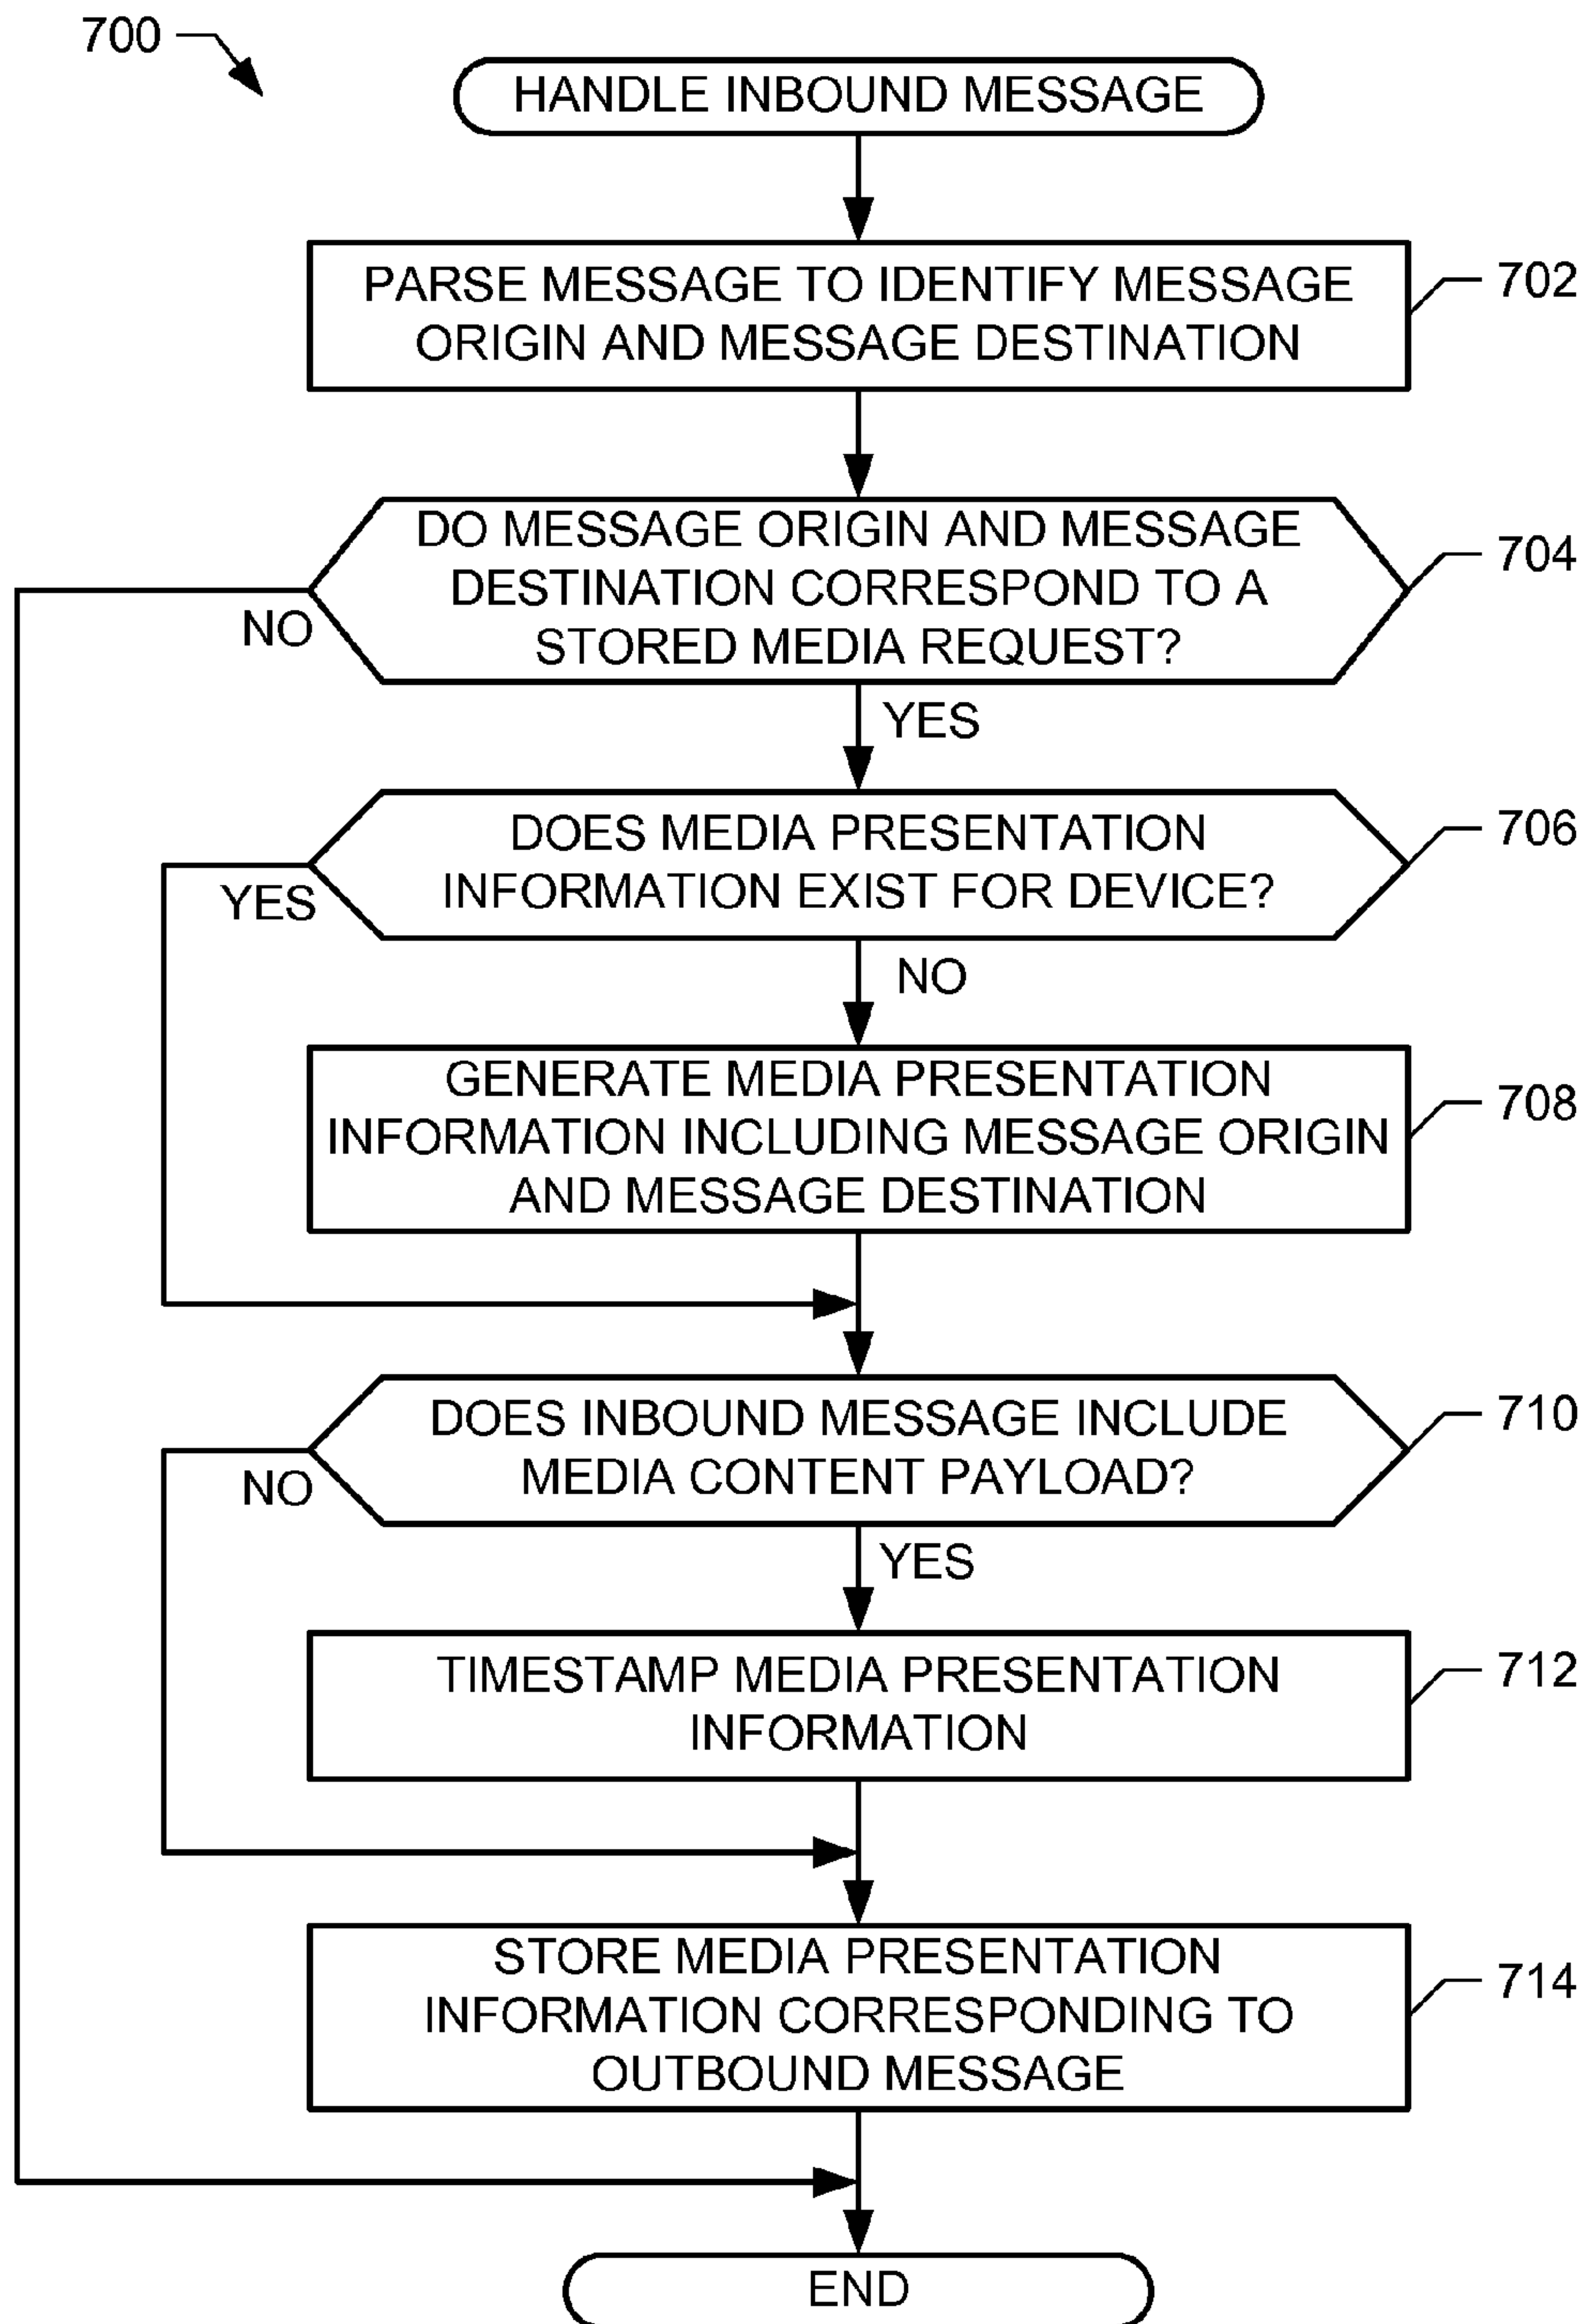 700
HANDLE INBOUND MESSAGE
PARSE MESSAGE TO IDENTIFY MESSAGE
ORIGIN AND MESSAGE DESTINATION
702
DO MESSAGE ORIGIN AND MESSAGE
DESTINATION CORRESPOND TO A
STORED MEDIA REQUEST?
704
NO
YES
DOES MEDIA PRESENTATION
INFORMATION EXIST FOR DEVICE?
706
YES
NO
GENERATE MEDIA PRESENTATION
INFORMATION INCLUDING MESSAGE ORIGIN
AND MESSAGE DESTINATION
708
DOES INBOUND MESSAGE INCLUDE
MEDIA CONTENT PAYLOAD?
710
NO
YES
TIMESTAMP MEDIA PRESENTATION
INFORMATION
712
STORE MEDIA PRESENTATION
INFORMATION CORRESPONDING TO
OUTBOUND MESSAGE
714
END